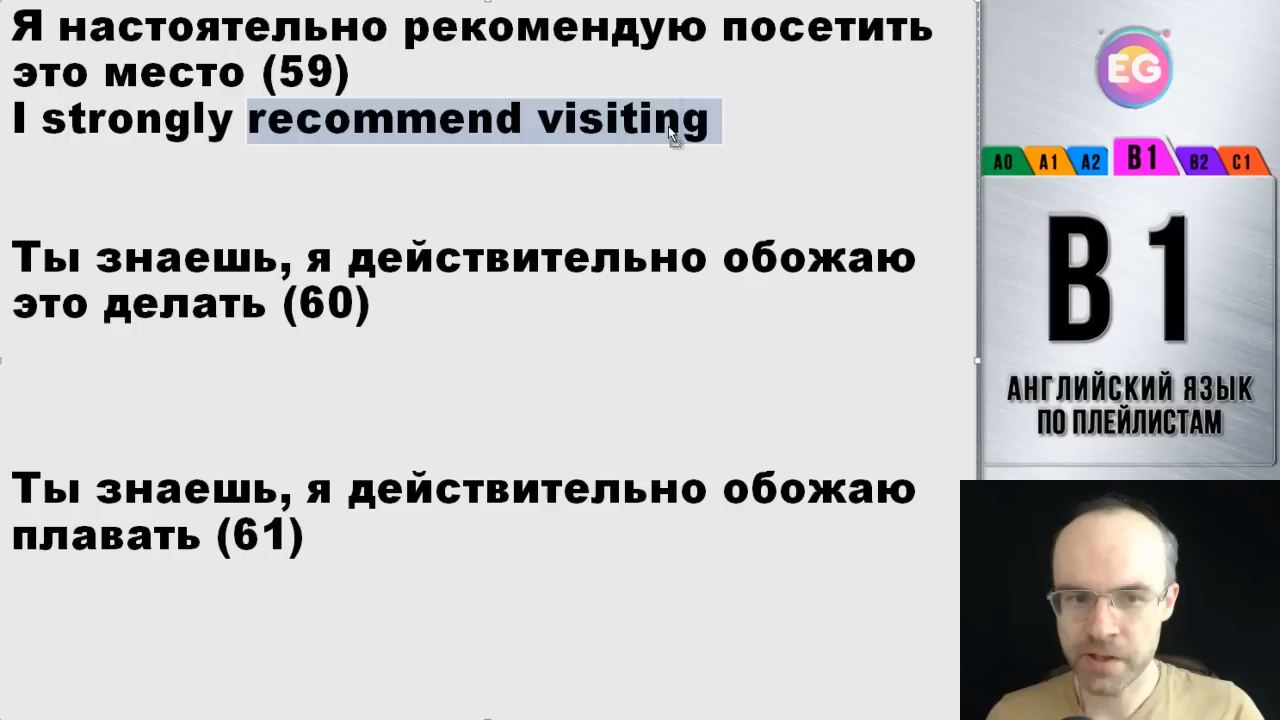 Я настоятельно рекомендую посетить
это место (59)
I strongly recommend visiting
Ты знаешь, я действительно обожаю
это делать (60)
Ты знаешь, я действительно обожаю
плавать (61)
EG
A0 A1 A2 B1 B2 C1
B1
АНГЛИЙСКИЙ ЯЗЫК
ПО ПЛЕЙЛИСТАМ